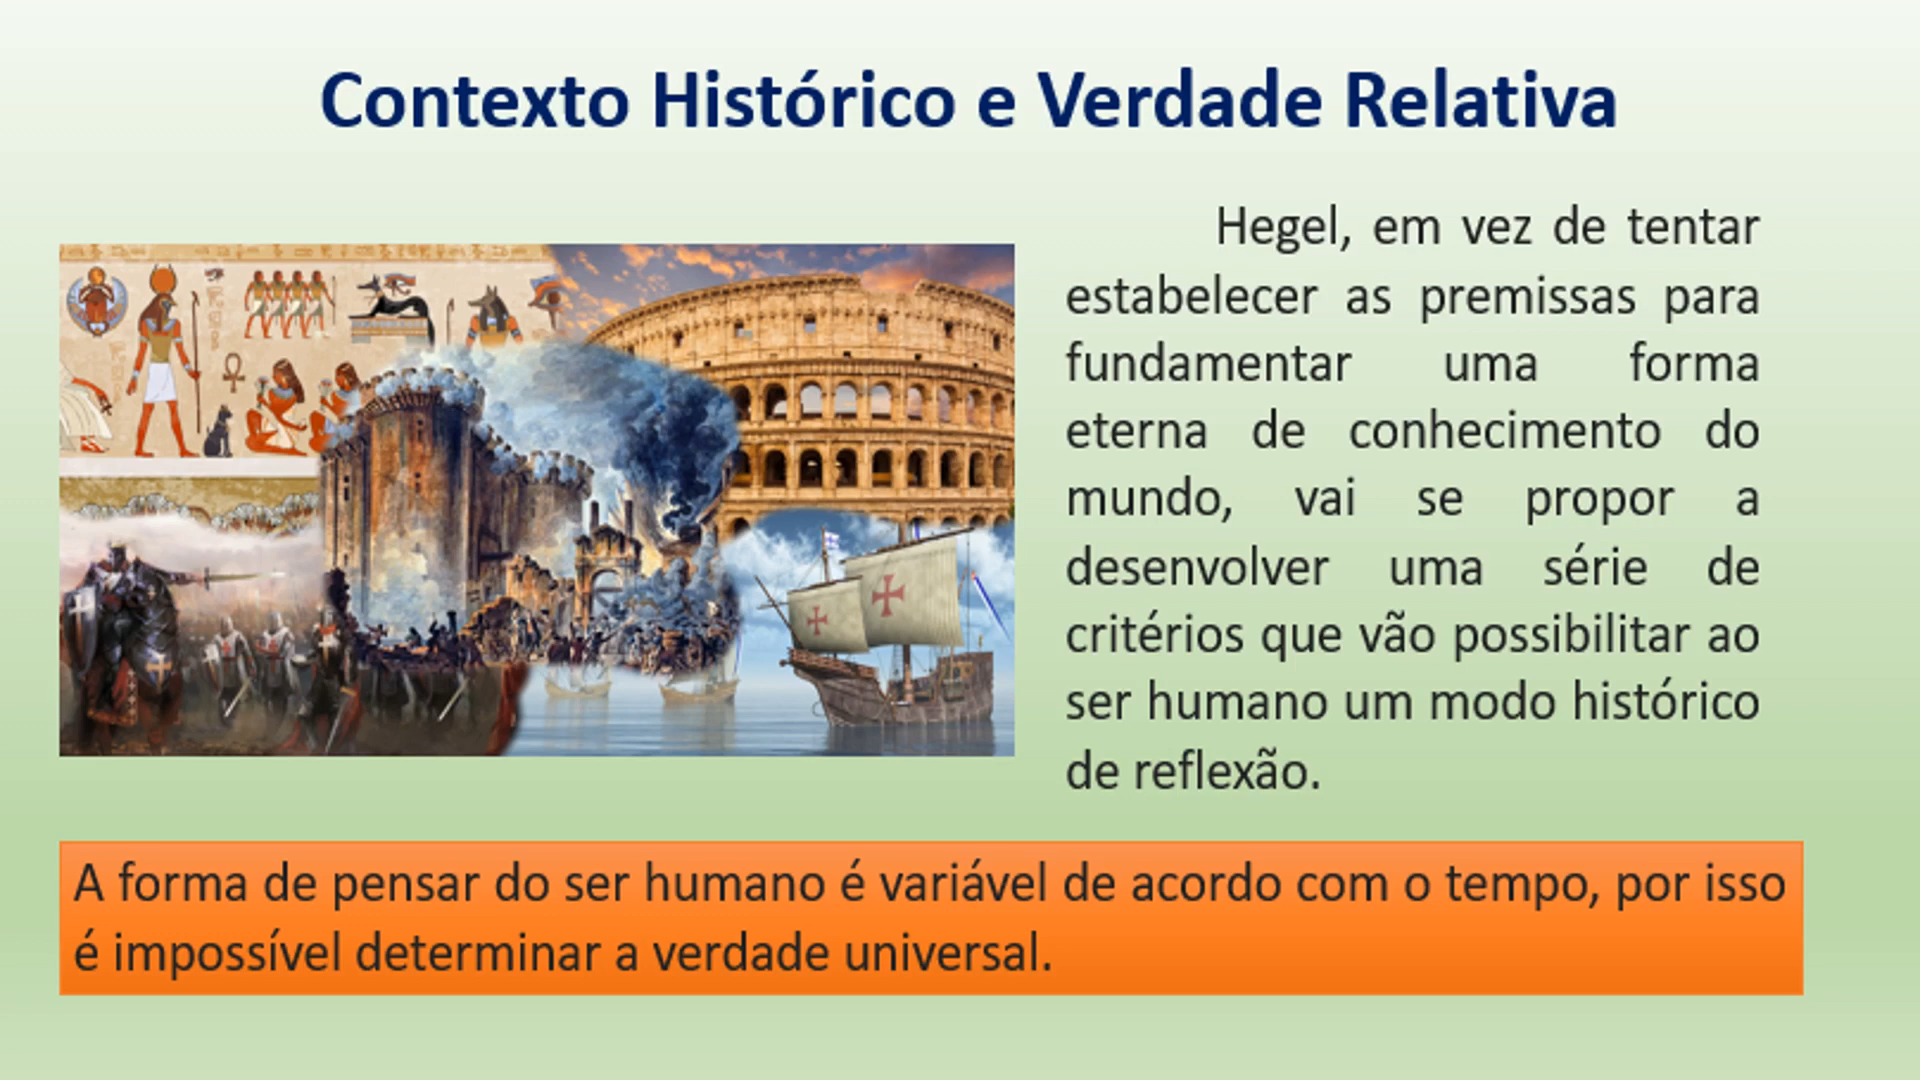 Contexto Histórico e Verdade Relativa
Hegel, em vez de tentar
estabelecer as premissas para
fundamentar uma forma
eterna de conhecimento do
mundo, vai se propor a
desenvolver uma série de
critérios que vão possibilitar ao
ser humano um modo histórico
de reflexão.
A forma de pensar do ser humano é variável de acordo com o tempo, por isso
é impossível determinar a verdade universal.